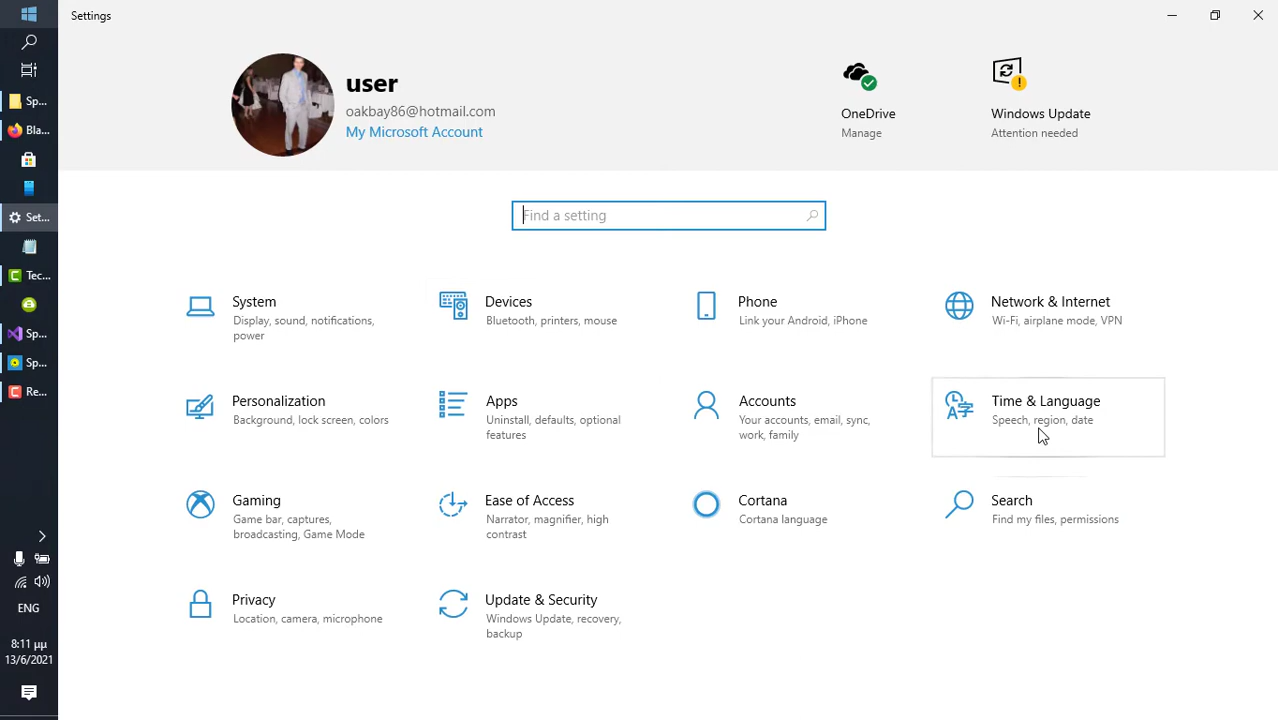 Settings
user
oakbay86@hotmail.com
My Microsoft Account
OneDrive
Manage
Windows Update
Attention needed
Find a setting
System
Display, sound, notifications,
power
Devices
Bluetooth, printers, mouse
Phone
Link your Android, iPhone
Network & Internet
Wi-Fi, airplane mode, VPN
Personalization
Background, lock screen, colors
Apps
Uninstall, defaults, optional
features
Accounts
Your accounts, email, sync,
work, family
Time & Language
Speech, region, date
Gaming
Game bar, captures,
broadcasting, Game Mode
Ease of Access
Narrator, magnifier, high
contrast
Cortana
Cortana language
Search
Find my files, permissions
Privacy
Location, camera, microphone
Update & Security
Windows Update, recovery,
backup
Sp...
Bla...
Set...
Tec...
Sp...
Sp...
Re...
ENG
8:11 μμ
13/6/2021